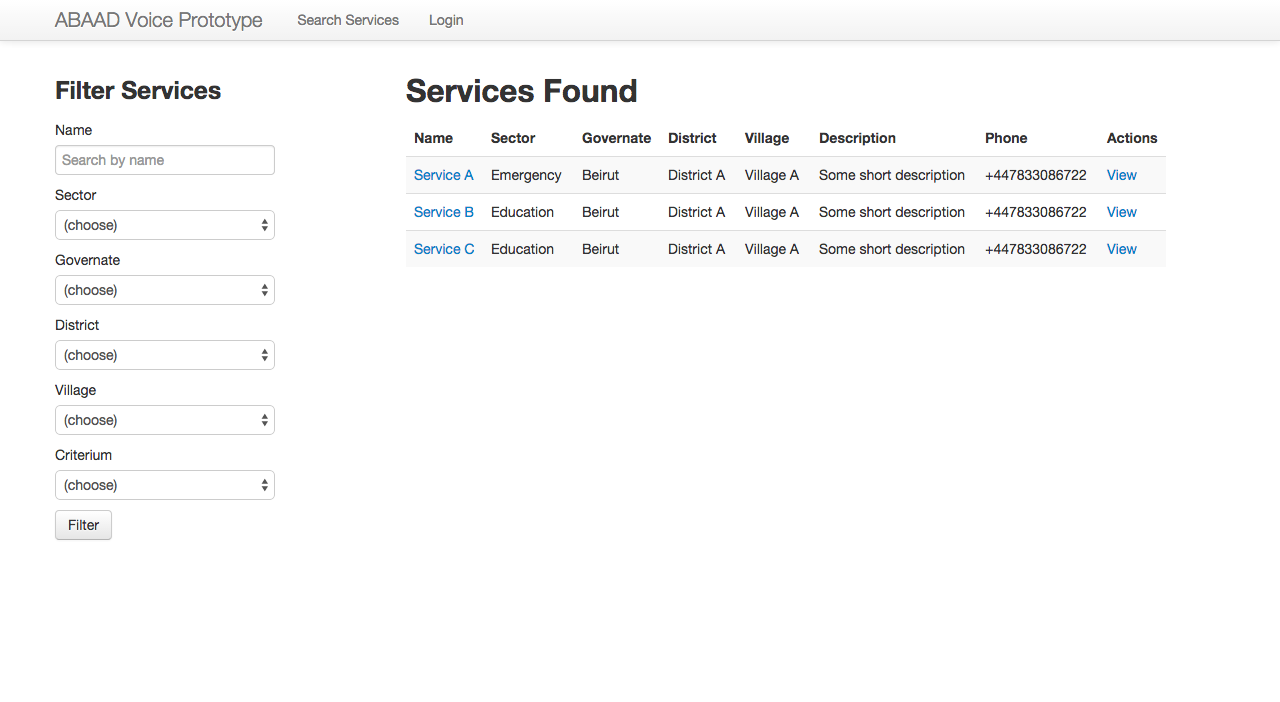 ABAAD Voice Prototype Search Services Login
Filter Services
Name
Search by name
Sector
(choose)
Governate
(choose)
District
(choose)
Village
(choose)
Criterium
(choose)
Filter
Services Found
Name Sector Governate District Village Description Phone Actions
Service A Emergency Beirut District A Village A Some short description +447833086722 View
Service B Education Beirut District A Village A Some short description +447833086722 View
Service C Education Beirut District A Village A Some short description +447833086722 View